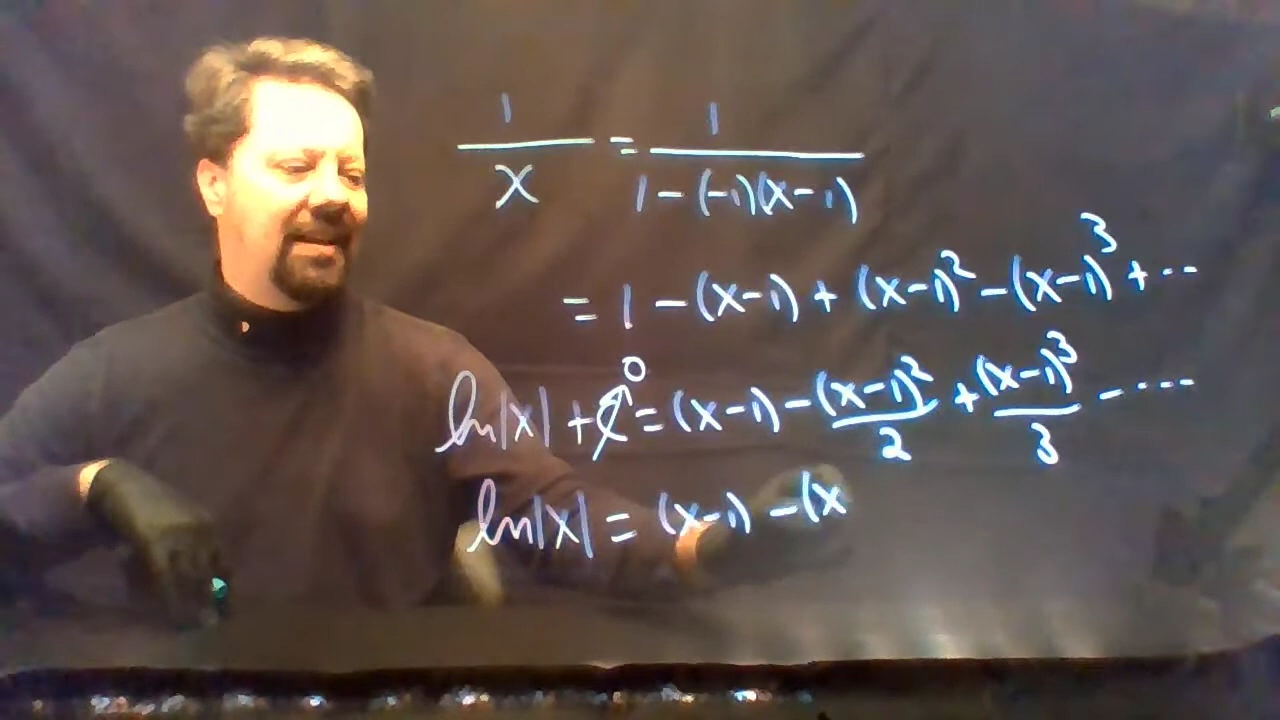 1/x = 1/(1-(-1)(x-1))
= 1 - (x-1) + (x-1)² - (x-1)³ + ...
ln|x| + C→0 = (x-1) - (x-1)²/2 + (x-1)³/3 - ....
ln|x| = (x-1) - (x